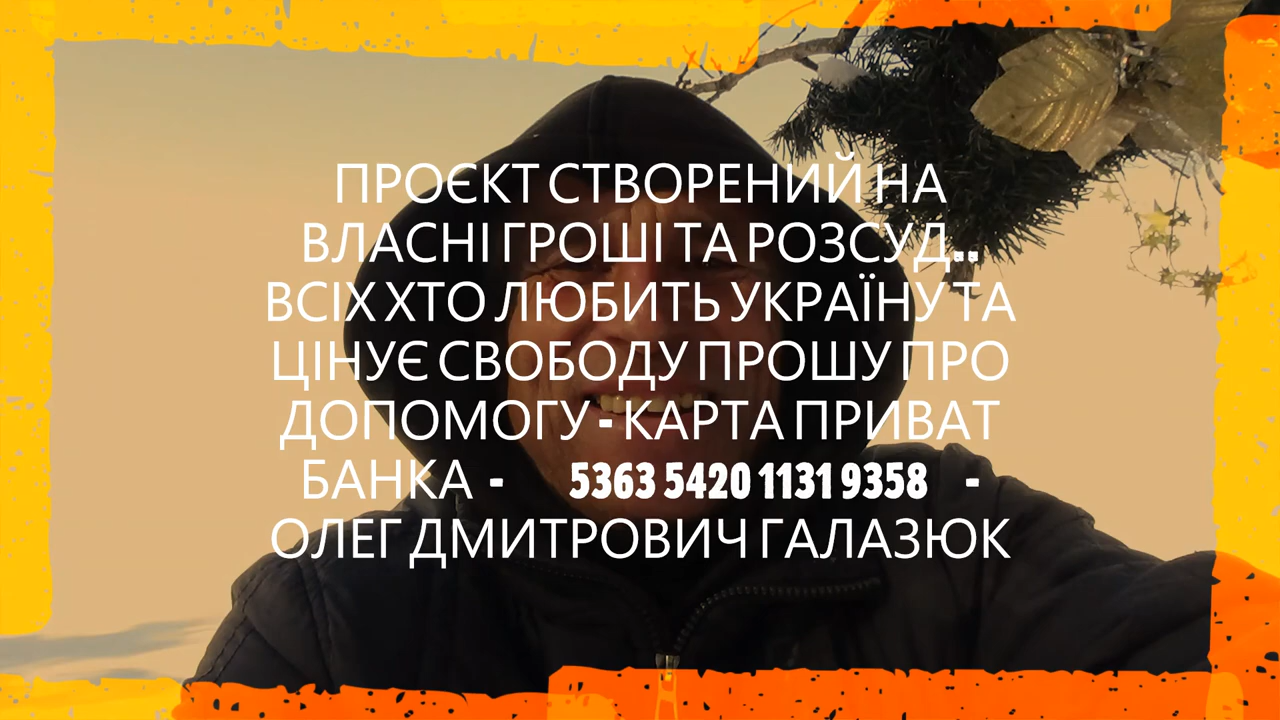 ПРОЄКТ СТВОРЕНИЙ НА
ВЛАСНІ ГРОШІ ТА РОЗСУД..
ВСІХ ХТО ЛЮБИТЬ УКРАЇНУ ТА
ЦІНУЄ СВОБОДУ ПРОШУ ПРО
ДОПОМОГУ - КАРТА ПРИВАТ
БАНКА - 5363 5420 1131 9358 -
ОЛЕГ ДМИТРОВИЧ ГАЛАЗЮК